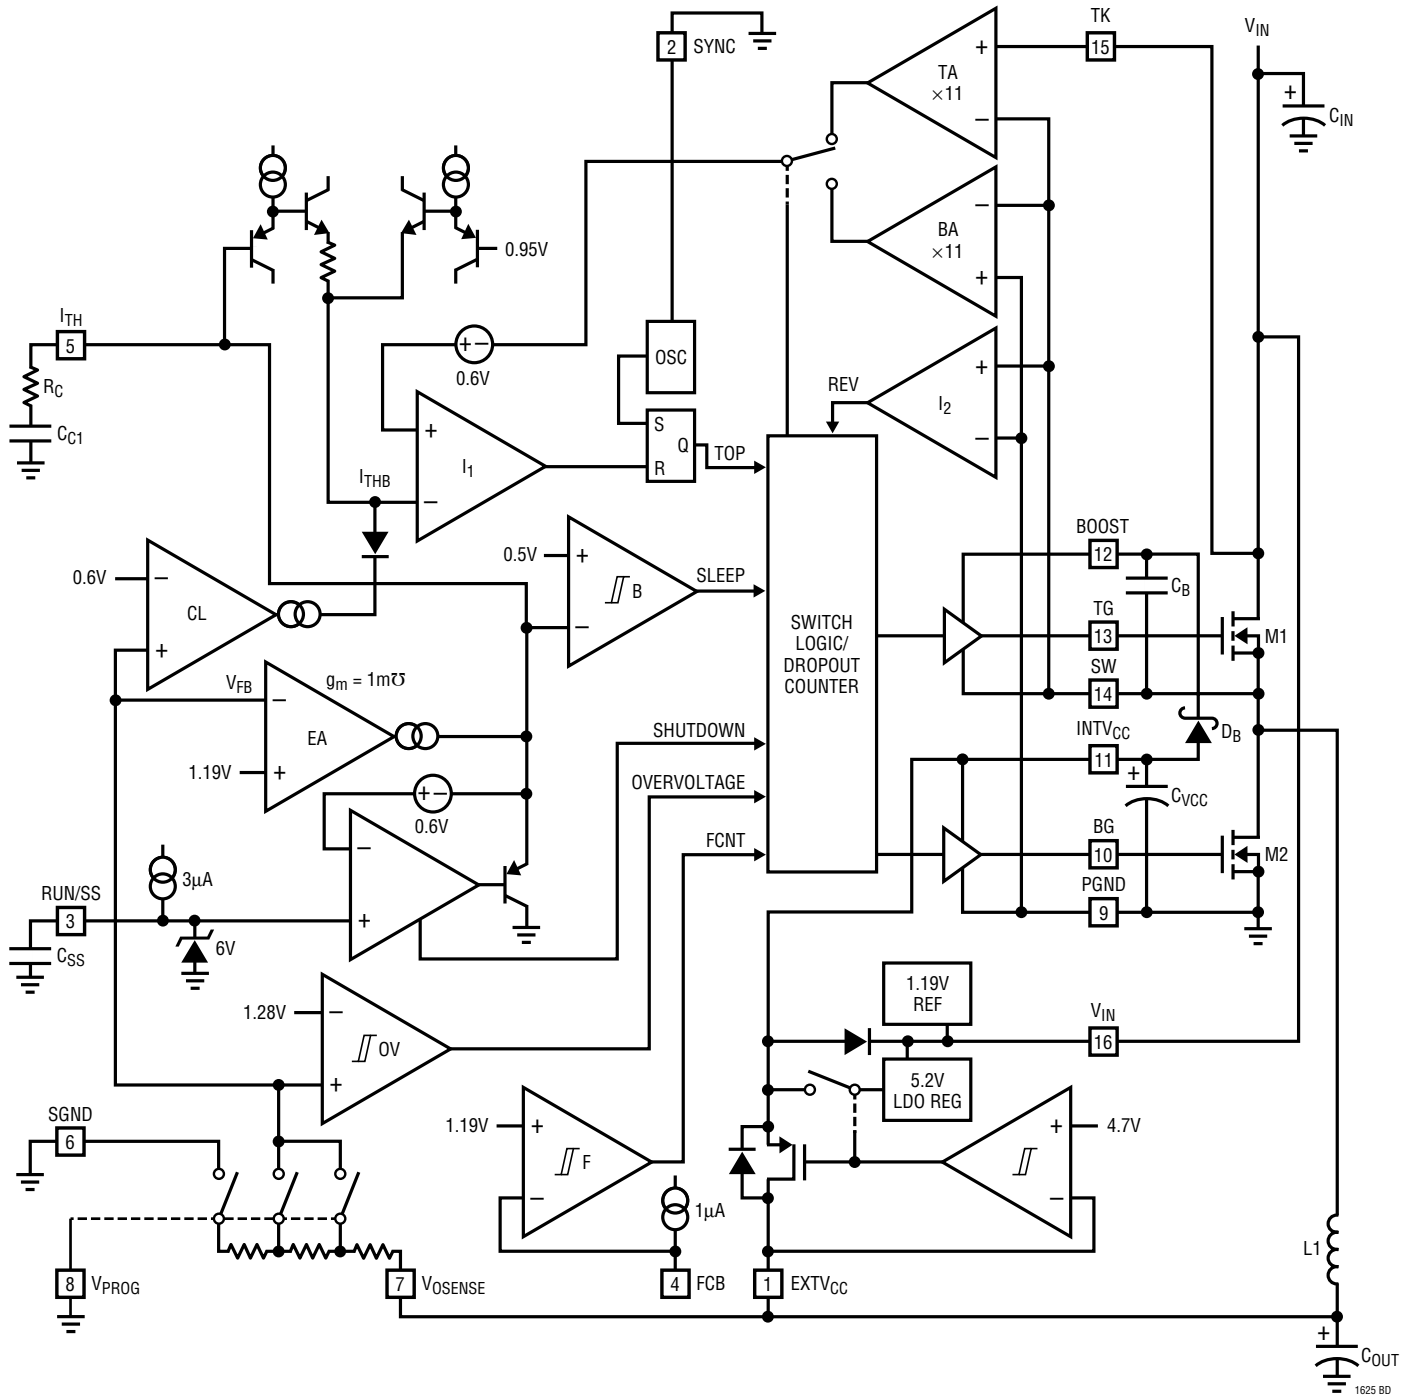 TK
15
VIN
2
SYNC
+
TA
×11
−
+
CIN
−
BA
×11
+
0.95V
ITH
5
RC
CC1
+−
0.6V
OSC
S
Q
R
TOP
REV
+
I2
−
+
I1
−
ITHB
BOOST
12
CB
TG
13
M1
SW
14
INTVCC
11
DB
+
CVCC
BG
10
M2
PGND
9
SWITCH
LOGIC/
DROPOUT
COUNTER
0.5V
+
B
−
SLEEP
0.6V
−
CL
+
VFB
gm = 1m℧
−
EA
1.19V
+
SHUTDOWN
OVERVOLTAGE
FCNT
+−
0.6V
−
+
3µA
RUN/SS
3
CSS
6V
1.28V
−
OV
+
1.19V
REF
VIN
16
5.2V
LDO REG
SGND
6
1.19V
+
F
−
+
4.7V
−
1µA
8
VPROG
7
VOSENSE
4
FCB
1
EXTVCC
L1
+
COUT
1625 BD